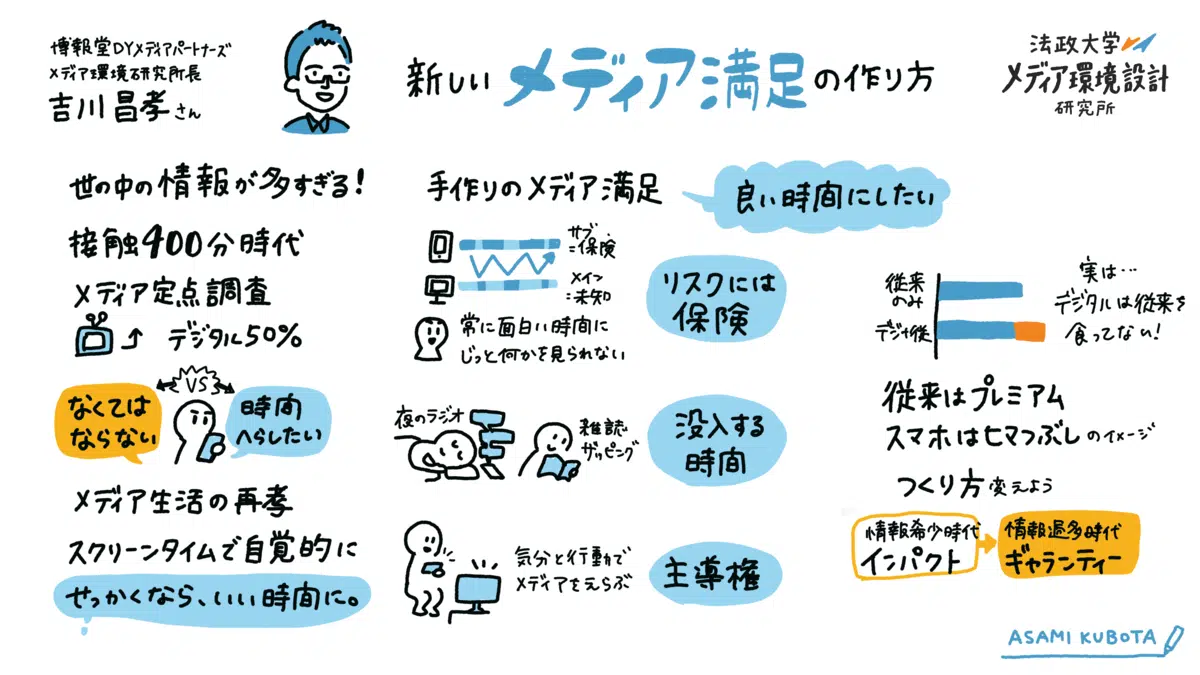 博報堂DYメディアパートナーズ
メディア環境研究所長
吉川昌孝さん
新しいメディア満足の作り方
法政大学
メディア環境設計
研究所
世の中の情報が多すぎる!
接触400分時代
メディア定点調査
デジタル50%
なくては
ならない
VS
時間
へらしたい
メディア生活の再考
スクリーンタイムで自覚的に
せっかくなら、いい時間に。
手作りのメディア満足
良い時間にしたい
サブ
=保険
メイン
=未知
常に面白い時間に
じっと何かを見られない
リスクには
保険
夜のラジオ
雑誌
ザッピング
没入する
時間
気分と行動で
メディアをえらぶ
主導権
従来
のみ
デジ後
実は…
デジタルは従来を
食ってない!
従来はプレミアム
スマホはヒマつぶしのイメージ
つくり方変えよう
情報希少時代
インパクト
情報過多時代
ギャランティー
ASAMI KUBOTA